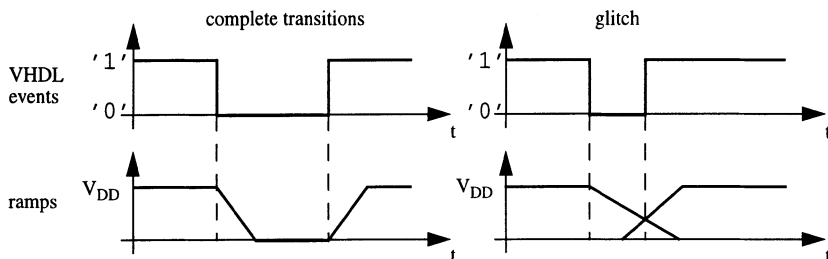 complete transitions
glitch
VHDL
events
'1'
'0'
t
'1'
'0'
t
ramps
V_DD
t
V_DD
t